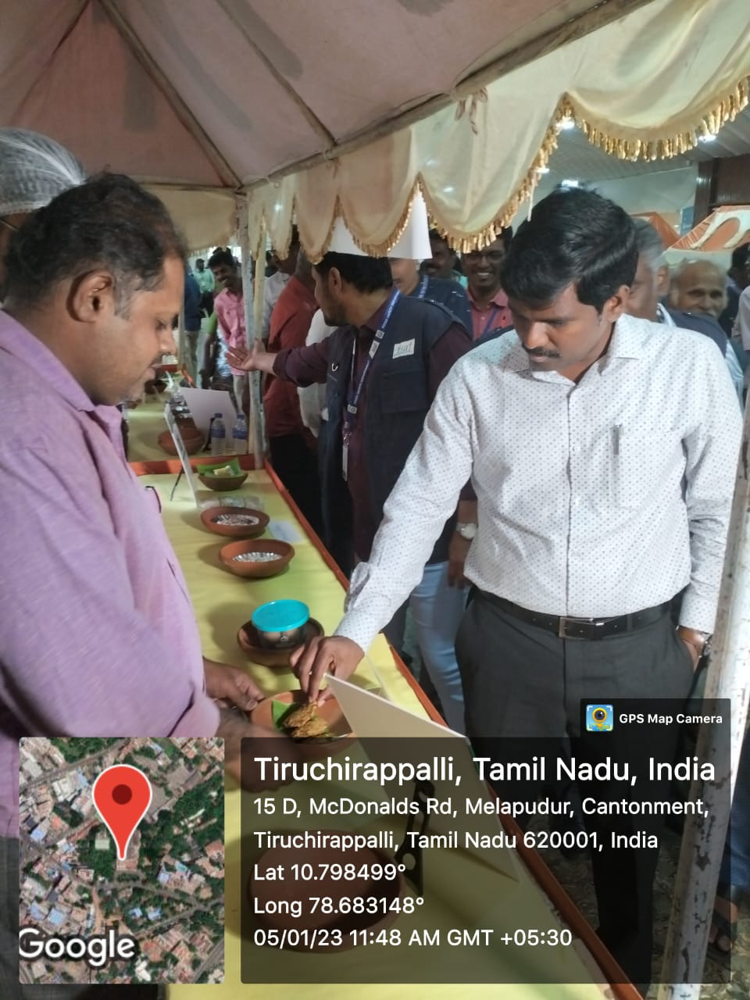 GPS Map Camera
Tiruchirappalli, Tamil Nadu, India
15 D, McDonalds Rd, Melapudur, Cantonment,
Tiruchirappalli, Tamil Nadu 620001, India
Lat 10.798499°
Long 78.683148°
05/01/23 11:48 AM GMT +05:30
Google